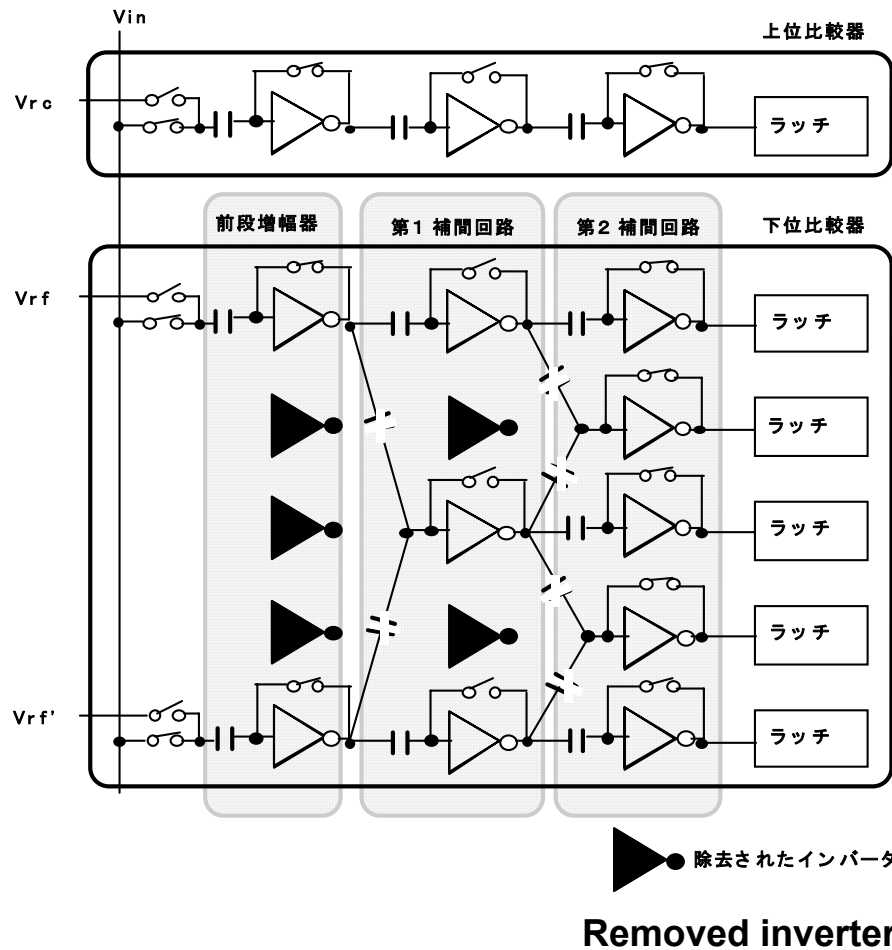 Vin
上位比較器
Vrc
ラッチ
前段増幅器
第1 補間回路
第2 補間回路
下位比較器
Vrf
ラッチ
ラッチ
ラッチ
ラッチ
Vrf'
ラッチ
除去されたインバータ
Removed inverter